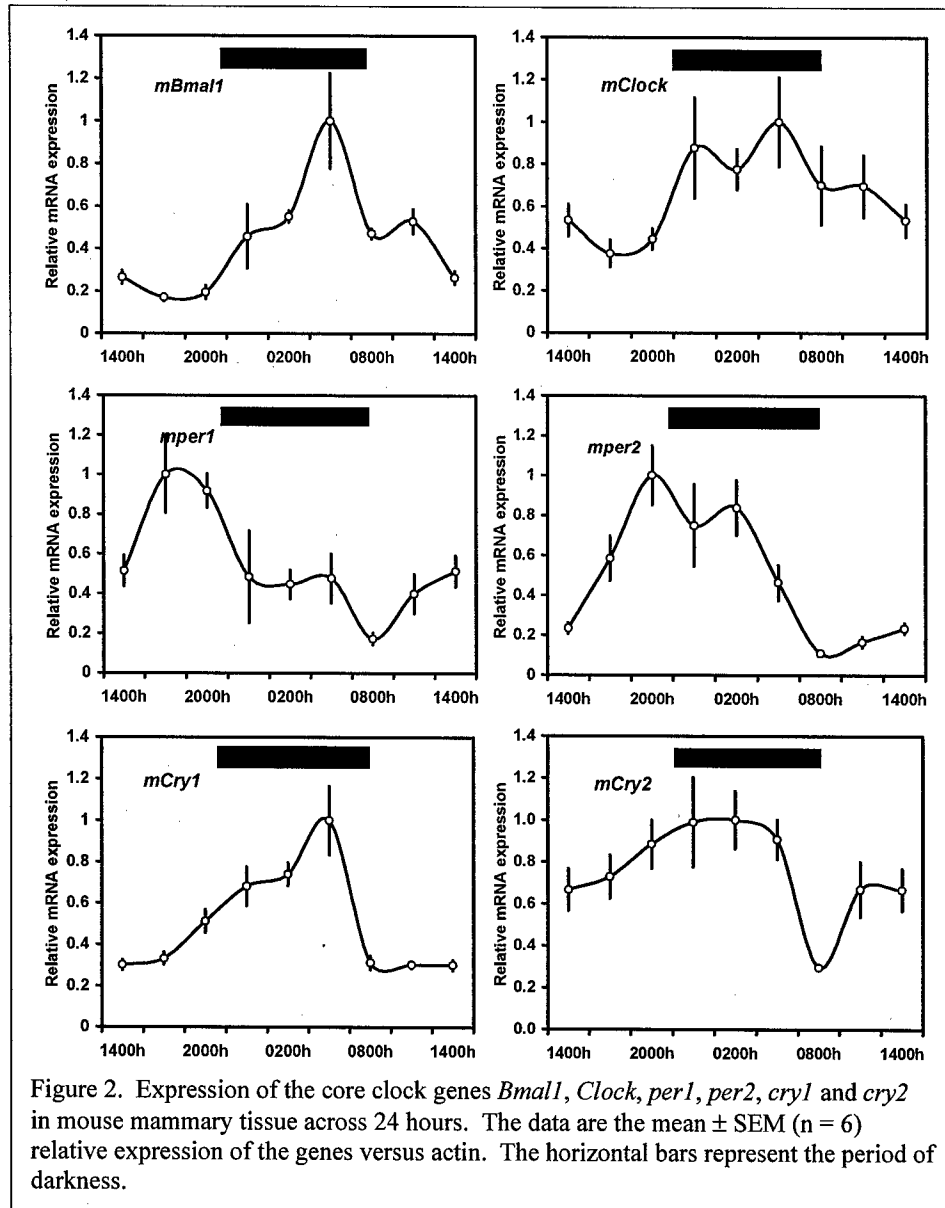 mBmal1
Relative mRNA expression
1.4
1.2
1
0.8
0.6
0.4
0.2
0
1400h 2000h 0200h 0800h 1400h
mClock
Relative mRNA expression
1.4
1.2
1
0.8
0.6
0.4
0.2
0
1400h 2000h 0200h 0800h 1400h
mper1
Relative mRNA expression
1.4
1.2
1
0.8
0.6
0.4
0.2
0
1400h 2000h 0200h 0800h 1400h
mper2
Relative mRNA expression
1.4
1.2
1
0.8
0.6
0.4
0.2
0
1400h 2000h 0200h 0800h 1400h
mCry1
Relative mRNA expression
1.4
1.2
1
0.8
0.6
0.4
0.2
0
1400h 2000h 0200h 0800h 1400h
mCry2
Relative mRNA expression
1.4
1.2
1.0
0.8
0.6
0.4
0.2
0.0
1400h 2000h 0200h 0800h 1400h
Figure 2. Expression of the core clock genes Bmal1, Clock, per1, per2, cry1 and cry2
in mouse mammary tissue across 24 hours. The data are the mean ± SEM (n = 6)
relative expression of the genes versus actin. The horizontal bars represent the period of
darkness.